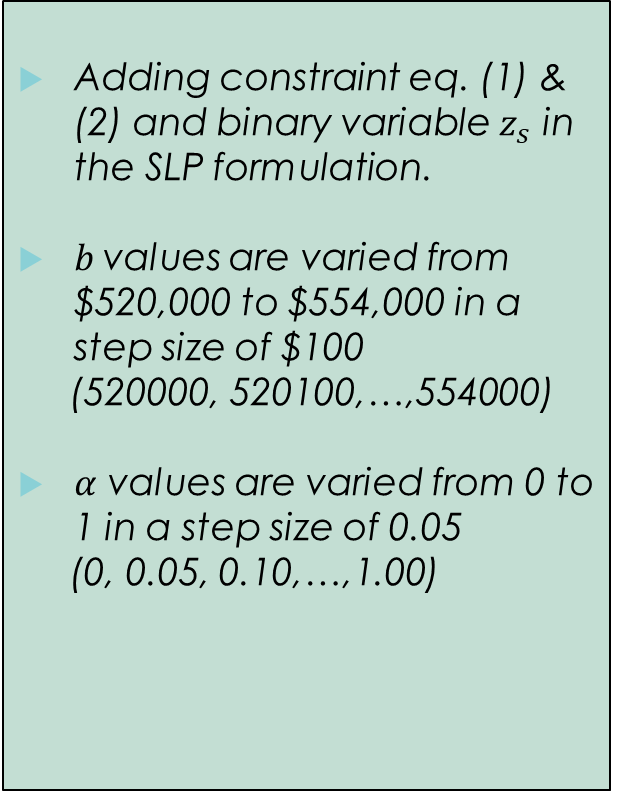 Adding constraint eq. (1) &
(2) and binary variable zₛ in
the SLP formulation.
b values are varied from
$520,000 to $554,000 in a
step size of $100
(520000, 520100,…,554000)
α values are varied from 0 to
1 in a step size of 0.05
(0, 0.05, 0.10,…,1.00)